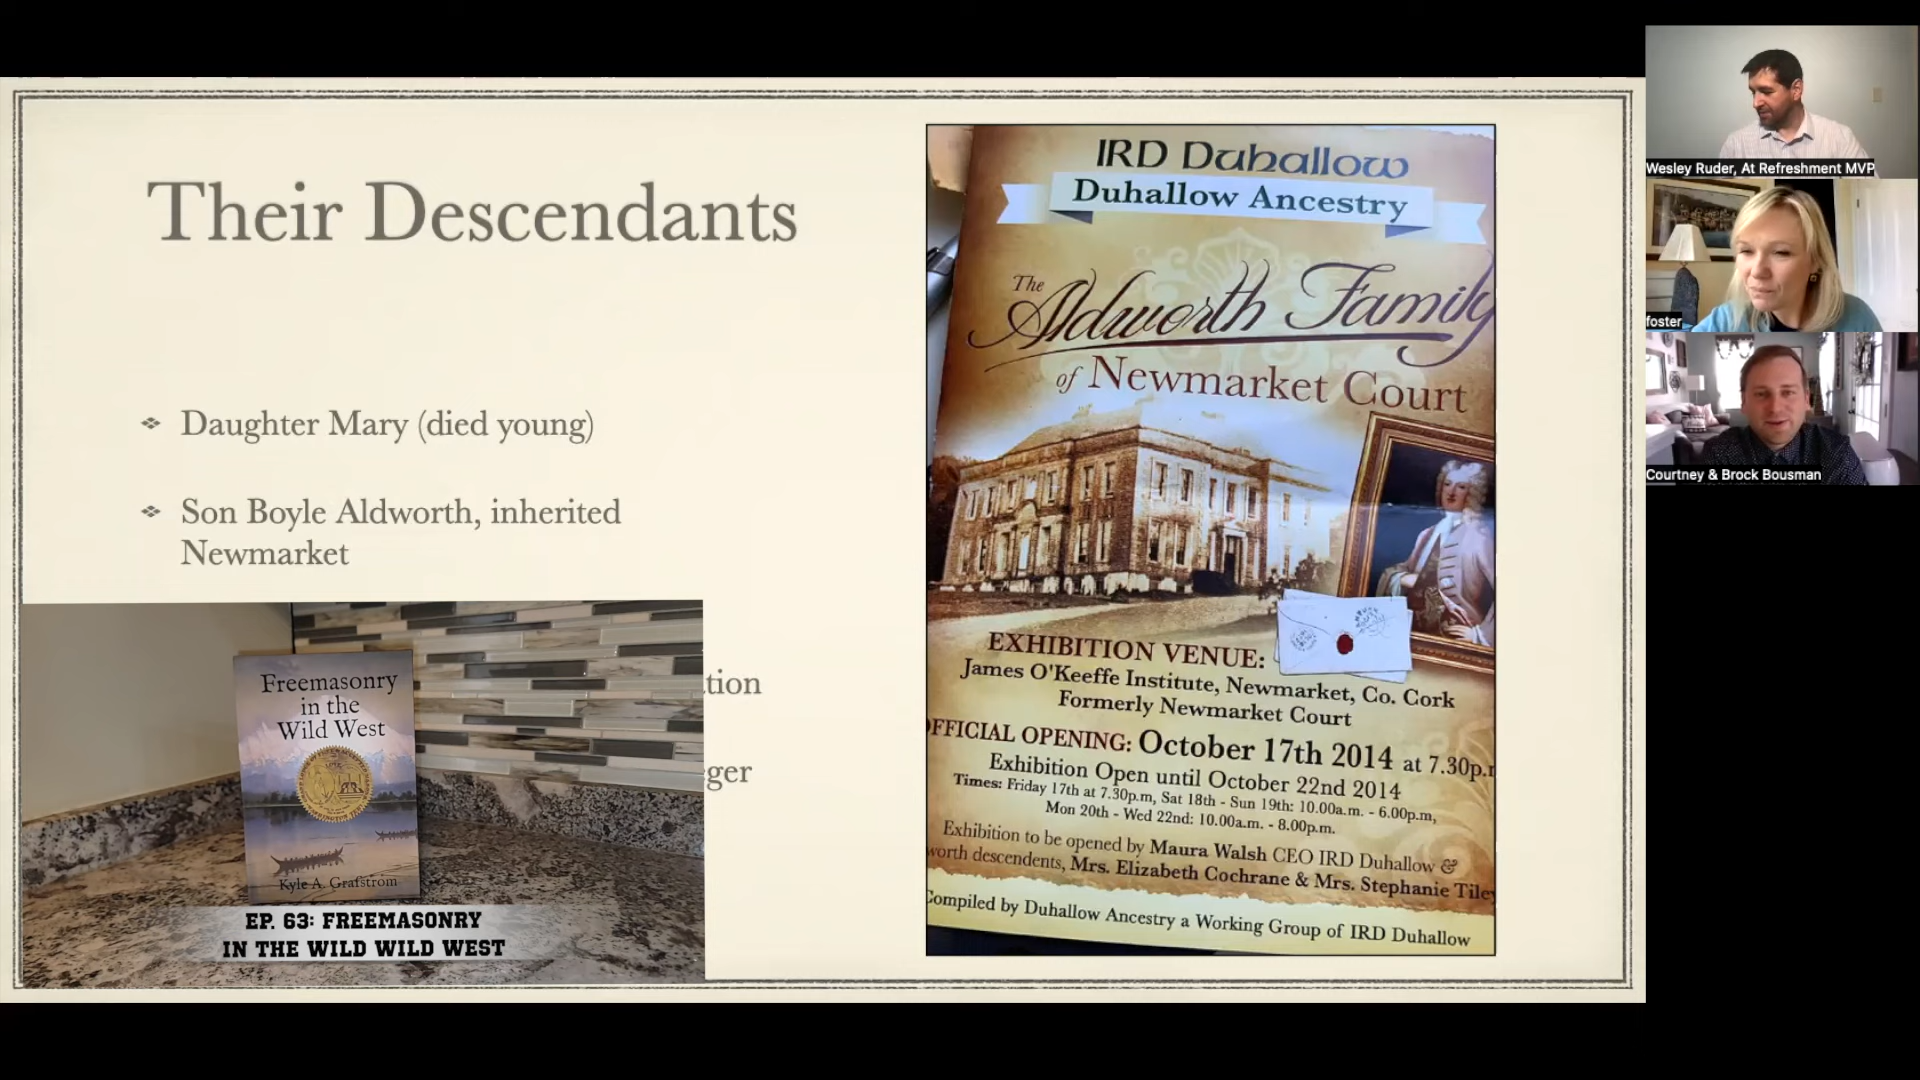 Their Descendants
Daughter Mary (died young)
Son Boyle Aldworth, inherited
Newmarket
Freemasonry
in the
Wild West
Kyle A. Grafstrom
EP. 63: FREEMASONRY
IN THE WILD WILD WEST
IRD Duhallow
Duhallow Ancestry
The
Aldworth Family
of Newmarket Court
EXHIBITION VENUE:
James O'Keeffe Institute, Newmarket, Co. Cork
Formerly Newmarket Court
OFFICIAL OPENING: October 17th 2014 at 7.30p.m
Exhibition Open until October 22nd 2014
Times: Friday 17th at 7.30p.m, Sat 18th - Sun 19th: 10.00a.m. - 6.00p.m,
Mon 20th - Wed 22nd: 10.00a.m. - 8.00p.m.
Exhibition to be opened by Maura Walsh CEO IRD Duhallow &
worth descendents, Mrs. Elizabeth Cochrane & Mrs. Stephanie Tiley
Compiled by Duhallow Ancestry a Working Group of IRD Duhallow
Wesley Ruder, At Refreshment MVP
foster
Courtney & Brock Bousman